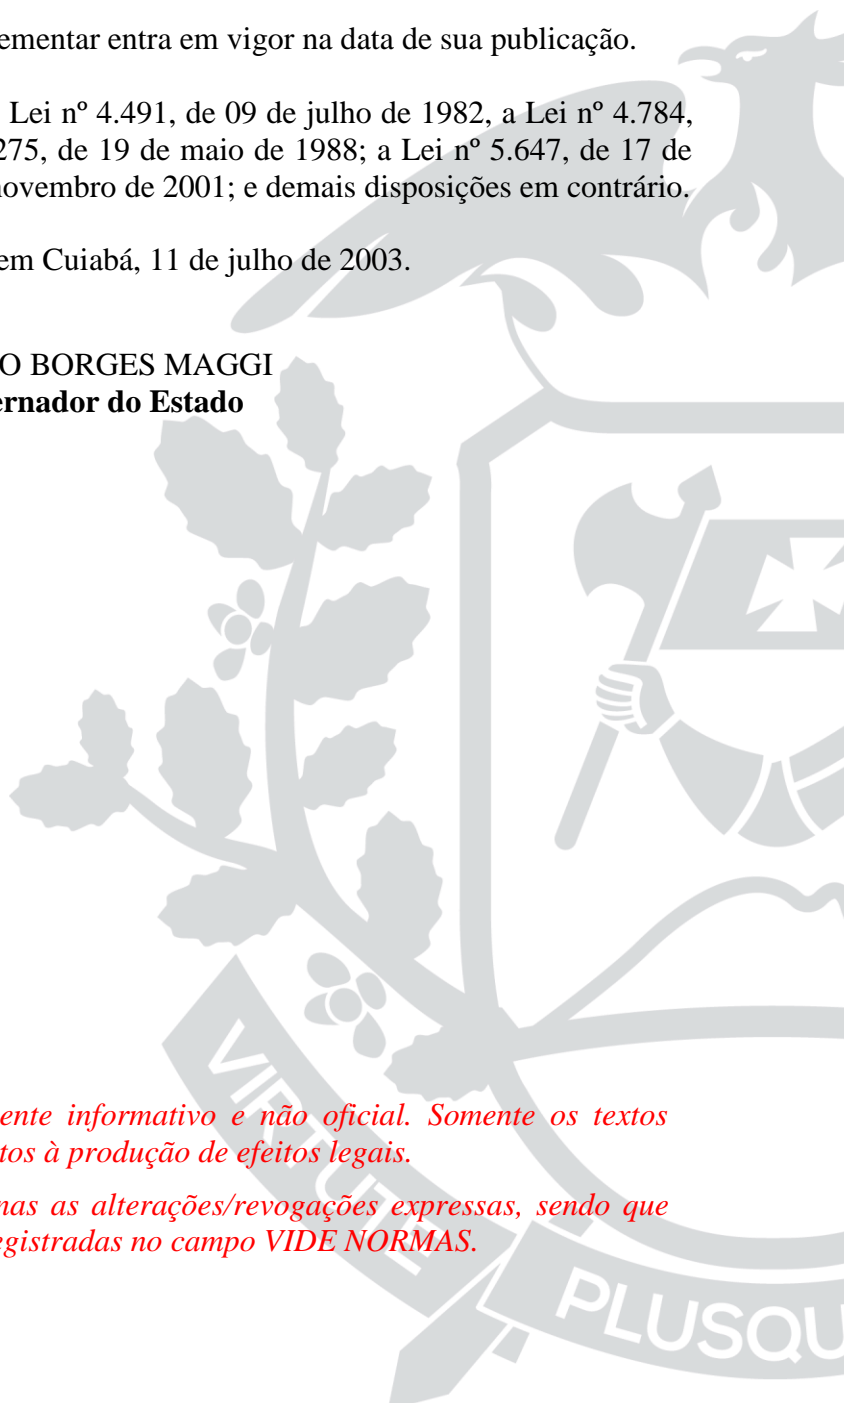 ementar entra em vigor na data de sua publicação.
Lei nº 4.491, de 09 de julho de 1982, a Lei nº 4.784,
275, de 19 de maio de 1988; a Lei nº 5.647, de 17 de
novembro de 2001; e demais disposições em contrário.
em Cuiabá, 11 de julho de 2003.
O BORGES MAGGI
ernador do Estado
ente informativo e não oficial. Somente os textos
tos à produção de efeitos legais.
nas as alterações/revogações expressas, sendo que
egistradas no campo VIDE NORMAS.
VIRTUTE
PLUSQU